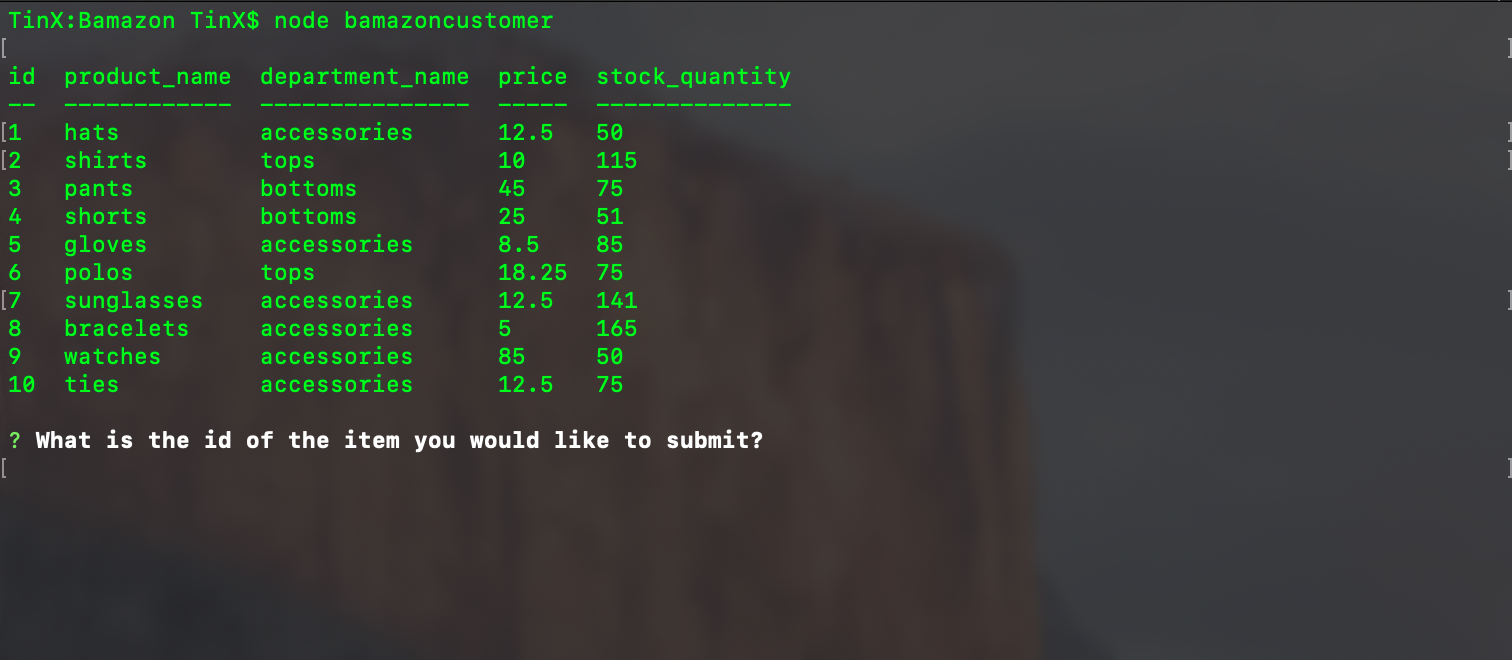 TinX:Bamazon TinX$ node bamazoncustomer
[ ]
id  product_name  department_name  price  stock_quantity
--  ------------  ---------------  -----  --------------
[1   hats          accessories      12.5   50 ]
[2   shirts        tops             10     115 ]
3   pants         bottoms          45     75
4   shorts        bottoms          25     51
5   gloves        accessories      8.5    85
6   polos         tops             18.25  75
[7   sunglasses    accessories      12.5   141 ]
8   bracelets     accessories      5      165
9   watches       accessories      85     50
10  ties          accessories      12.5   75
? What is the id of the item you would like to submit?
[ ]